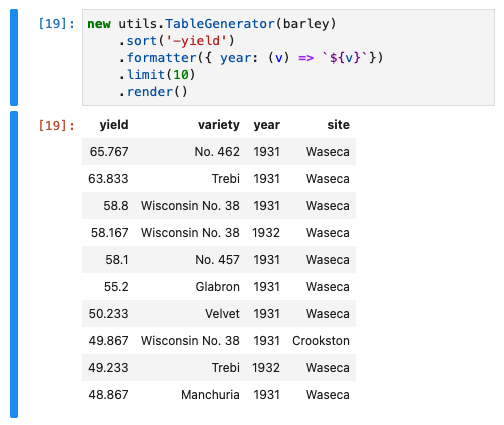 [19]: new utils.TableGenerator(barley)
.sort('-yield')
.formatter({ year: (v) => `${v}`})
.limit(10)
.render()
[19]: yield variety year site
65.767 No. 462 1931 Waseca
63.833 Trebi 1931 Waseca
58.8 Wisconsin No. 38 1931 Waseca
58.167 Wisconsin No. 38 1932 Waseca
58.1 No. 457 1931 Waseca
55.2 Glabron 1931 Waseca
50.233 Velvet 1931 Waseca
49.867 Wisconsin No. 38 1931 Crookston
49.233 Trebi 1932 Waseca
48.867 Manchuria 1931 Waseca